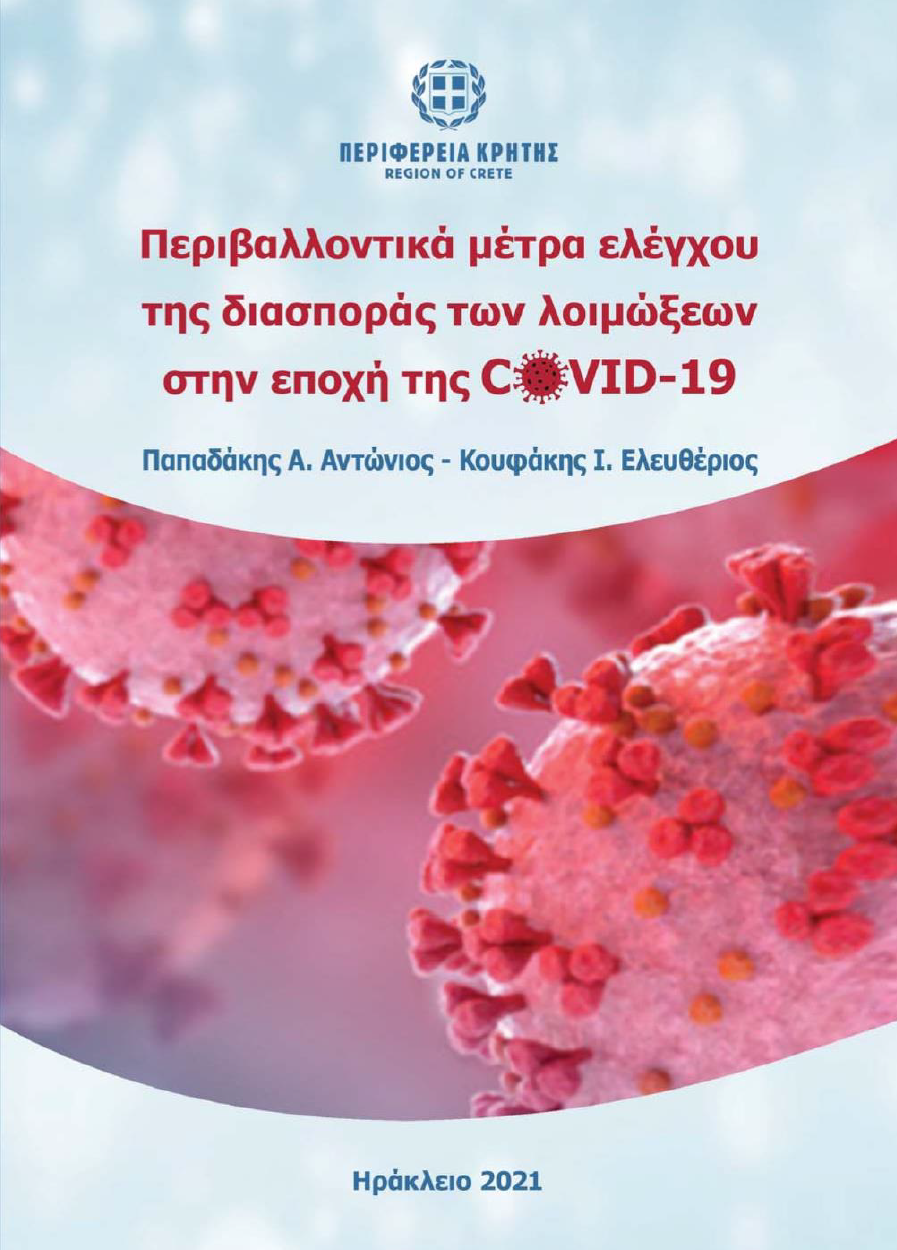 ΠΕΡΙΦΕΡΕΙΑ ΚΡΗΤΗΣ
REGION OF CRETE
Περιβαλλοντικά μέτρα ελέγχου
της διασποράς των λοιμώξεων
στην εποχή της COVID-19
Παπαδάκης Α. Αντώνιος - Κουφάκης Ι. Ελευθέριος
Ηράκλειο 2021